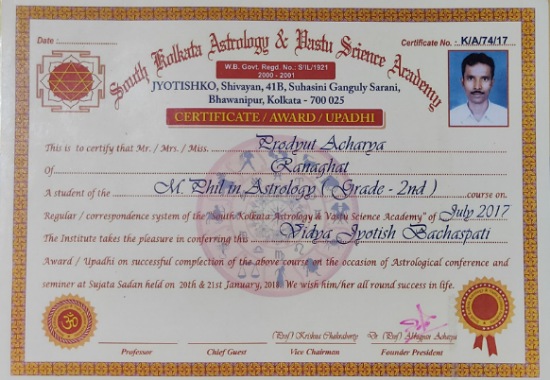 Date :
Certificate No. - K/A/74/17
South Kolkata Astrology & Vastu Science Academy
W.B. Govt. Regd. No.: S/IL/1921
2000 - 2001
JYOTISHKO, Shivayan, 41B, Suhasini Ganguly Sarani,
Bhawanipur, Kolkata - 700 025
CERTIFICATE / AWARD / UPADHI
This is to certify that Mr. / Mrs. / Miss. Prodyut Acharya
Of Ranaghat
A student of the M. Phil in Astrology ( Grade - 2nd ) course on.
Regular / correspondence system of the "South Kolkata Astrology & Vastu Science Academy" of July 2017
The Institute takes the pleasure in conferring this Vidya Jyotish Bachaspati
Award / Upadhi on successful complection of the above course on the occasion of Astrological conference and
seminar at Sujata Sadan held on 20th & 21st January, 2018 We wish him/her all round success in life.
ॐ
(Prof) Krishna Chakraborty Dr (Prof) Abhigyan Acharya
Professor Chief Guest Vice Chairman Founder President